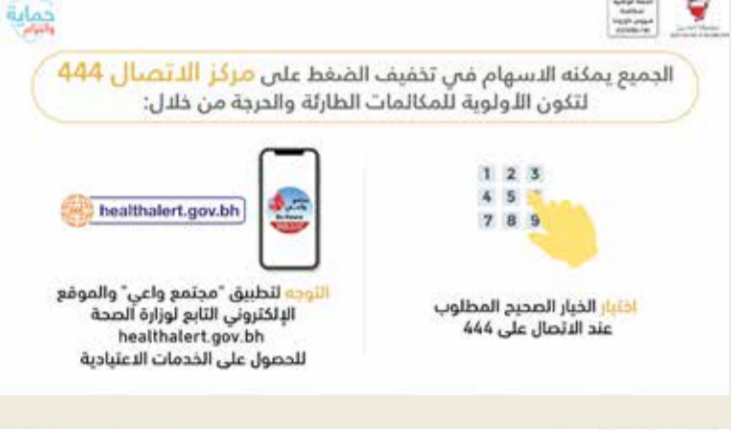 حماية
والتزام
الجميع يمكنه الاسهام في تخفيف الضغط على مركز الاتصال 444
لتكون الأولوية للمكالمات الطارئة والحرجة من خلال:
1 2 3
4 5
7 8 9
اختيار الخيار الصحيح المطلوب
عند الاتصال على 444
healthalert.gov.bh
التوجه لتطبيق "مجتمع واعي" والموقع
الإلكتروني التابع لوزارة الصحة
healthalert.gov.bh
للحصول على الخدمات الاعتيادية